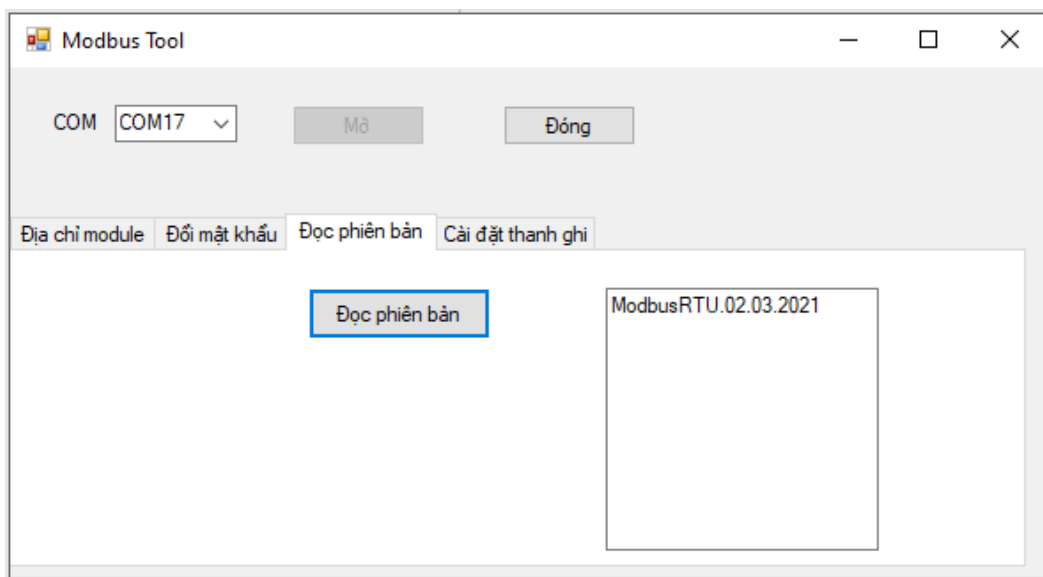 Modbus Tool
COM COM17 Mở Đóng
Địa chỉ module Đổi mật khẩu Đọc phiên bản Cài đặt thanh ghi
Đọc phiên bản ModbusRTU.02.03.2021